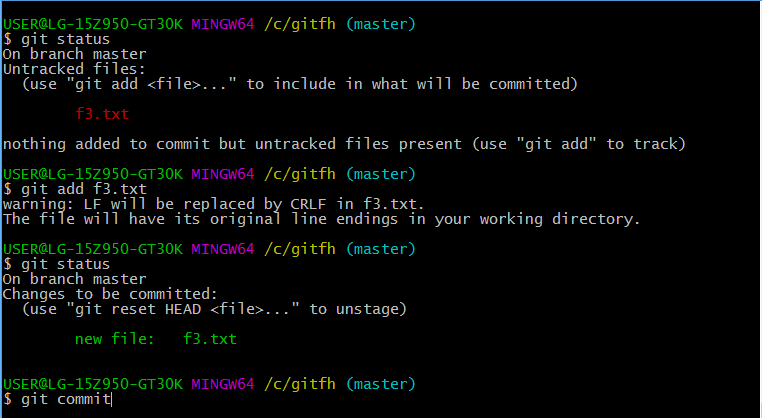 USER@LG-15Z950-GT30K MINGW64 /c/gitfh (master)
$ git status
On branch master
Untracked files:
  (use "git add <file>..." to include in what will be committed)
        f3.txt
nothing added to commit but untracked files present (use "git add" to track)
USER@LG-15Z950-GT30K MINGW64 /c/gitfh (master)
$ git add f3.txt
warning: LF will be replaced by CRLF in f3.txt.
The file will have its original line endings in your working directory.
USER@LG-15Z950-GT30K MINGW64 /c/gitfh (master)
$ git status
On branch master
Changes to be committed:
  (use "git reset HEAD <file>..." to unstage)
        new file:   f3.txt
USER@LG-15Z950-GT30K MINGW64 /c/gitfh (master)
$ git commit